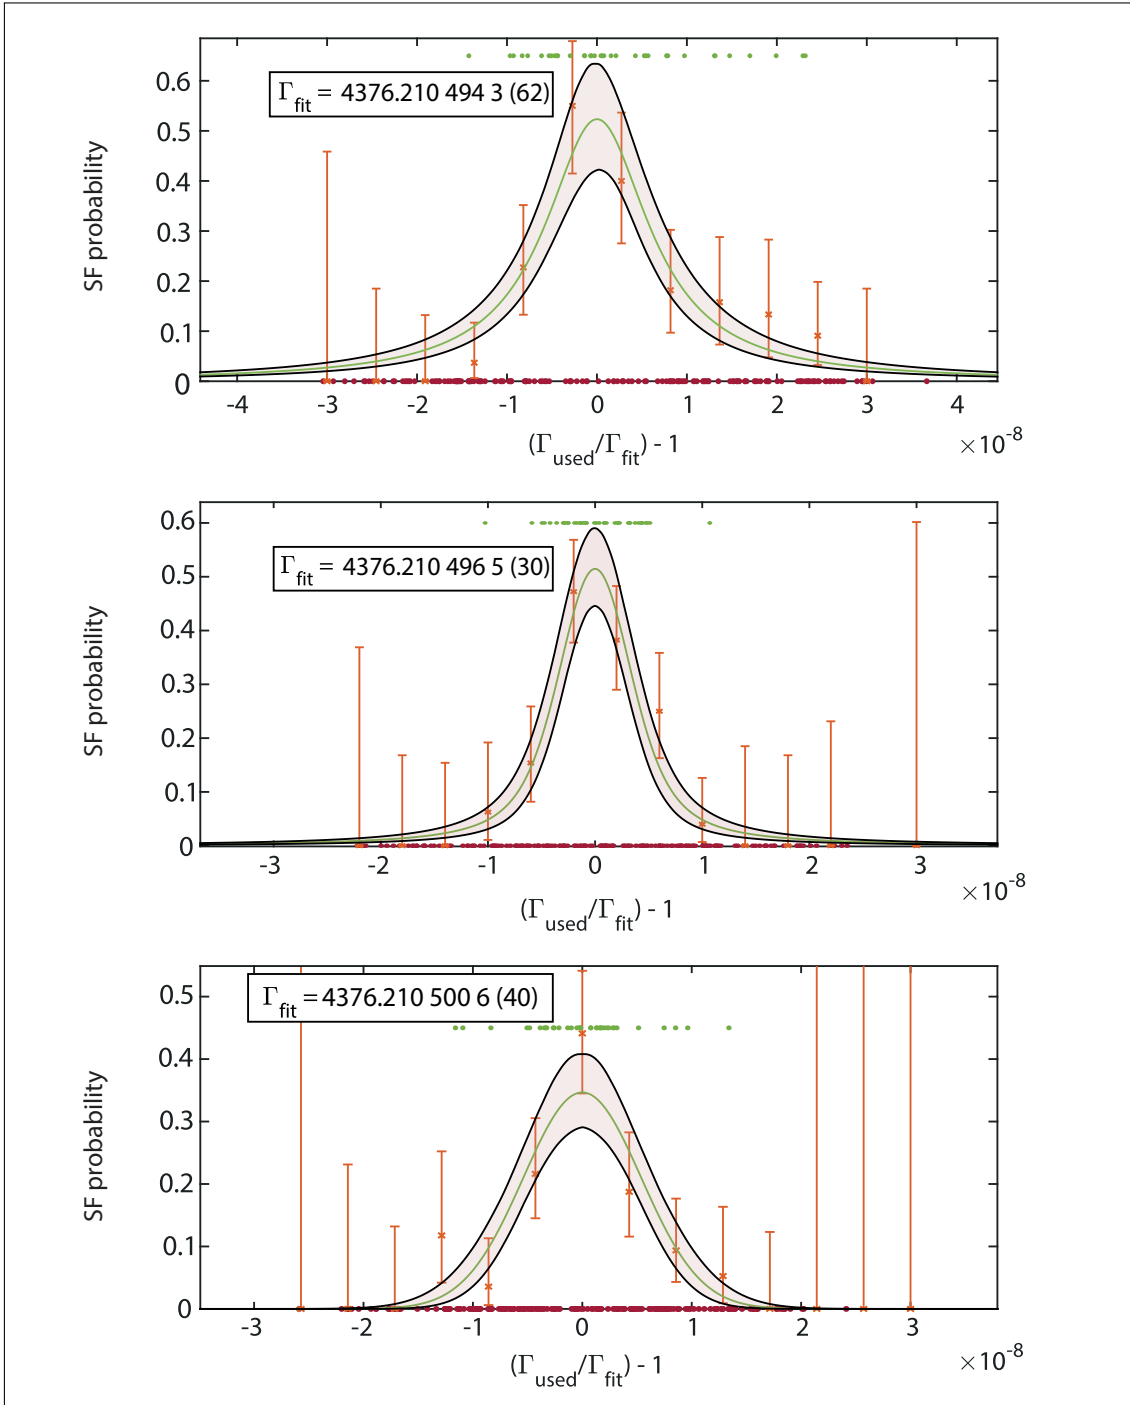 0.6
Γfit = 4376.210 494 3 (62)
0.5
0.4
SF probability
0.3
0.2
0.1
0
-4 -3 -2 -1 0 1 2 3 4
(Γused/Γfit) - 1
×10-8
0.6
Γfit = 4376.210 496 5 (30)
0.5
0.4
SF probability
0.3
0.2
0.1
0
-3 -2 -1 0 1 2 3
×10-8
(Γused/Γfit) - 1
Γfit = 4376.210 500 6 (40)
0.5
0.4
SF probability
0.3
0.2
0.1
0
-3 -2 -1 0 1 2 3
(Γused/Γfit) - 1
×10-8